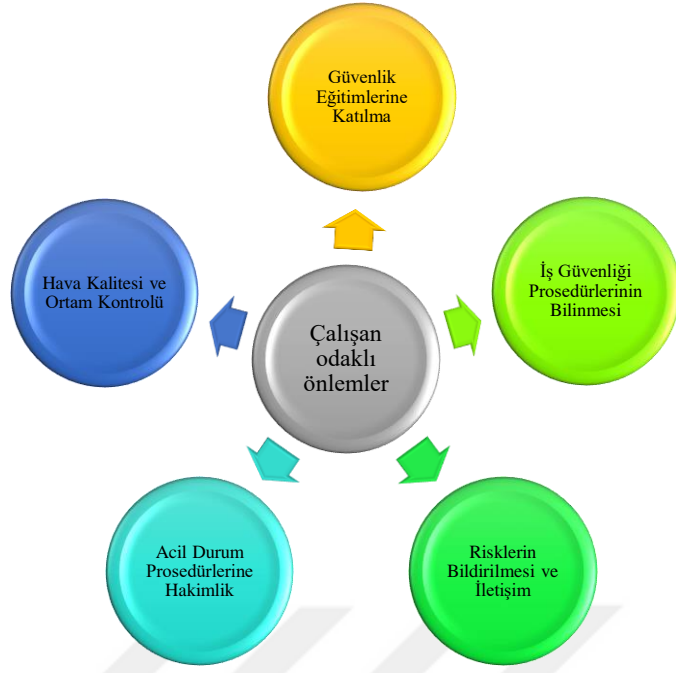 Güvenlik
Eğitimlerine
Katılma
Hava Kalitesi ve
Ortam Kontrolü
İş Güvenliği
Prosedürlerinin
Bilinmesi
Çalışan
odaklı
önlemler
Acil Durum
Prosedürlerine
Hakimlik
Risklerin
Bildirilmesi ve
İletişim